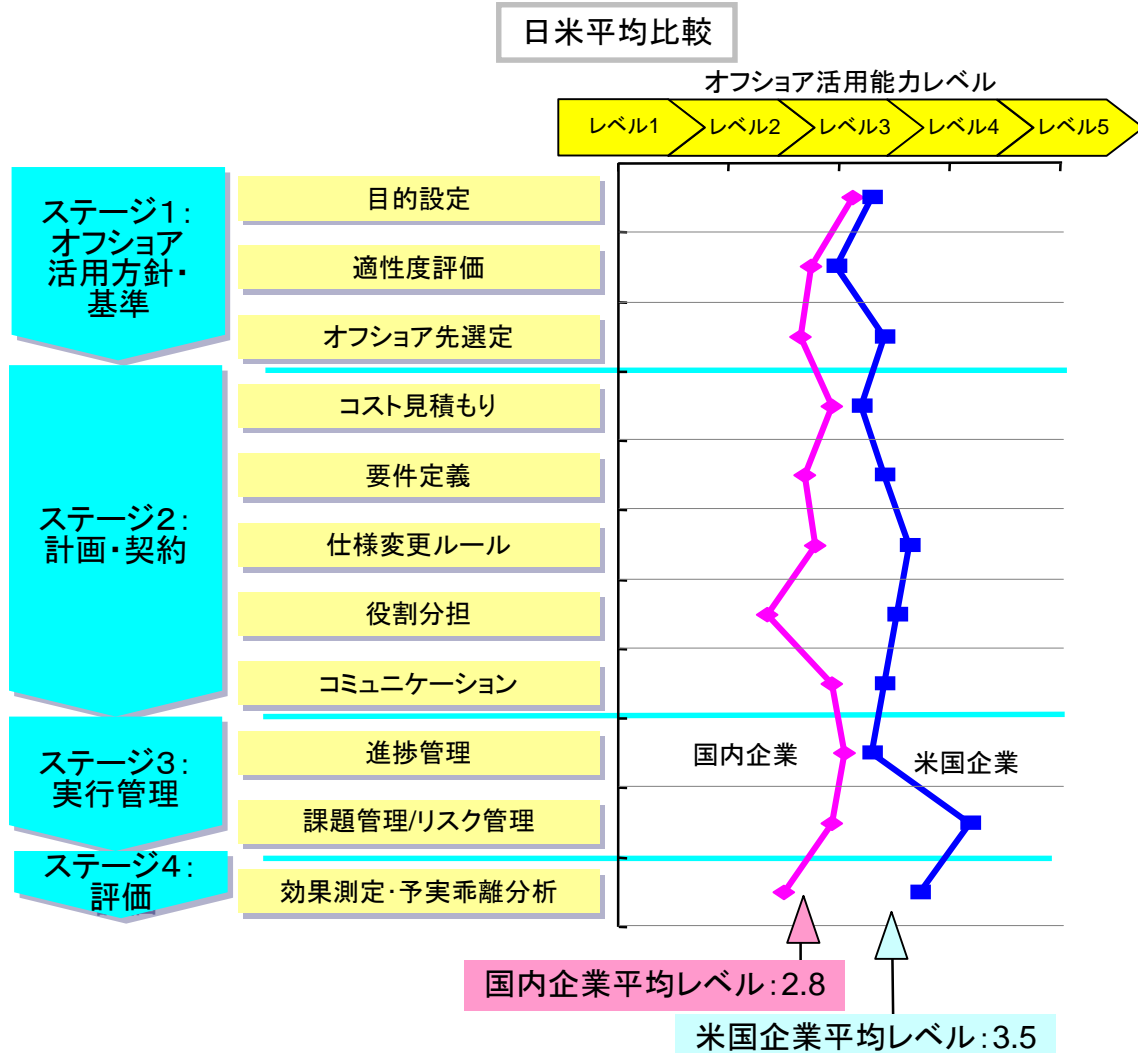 日米平均比較
オフショア活用能力レベル
レベル1
レベル2
レベル3
レベル4
レベル5
ステージ1:
オフショア
活用方針・
基準
目的設定
適性度評価
オフショア先選定
ステージ2:
計画・契約
コスト見積もり
要件定義
仕様変更ルール
役割分担
コミュニケーション
ステージ3:
実行管理
進捗管理
課題管理/リスク管理
国内企業
米国企業
ステージ4:
評価
効果測定・予実乖離分析
国内企業平均レベル:2.8
米国企業平均レベル:3.5